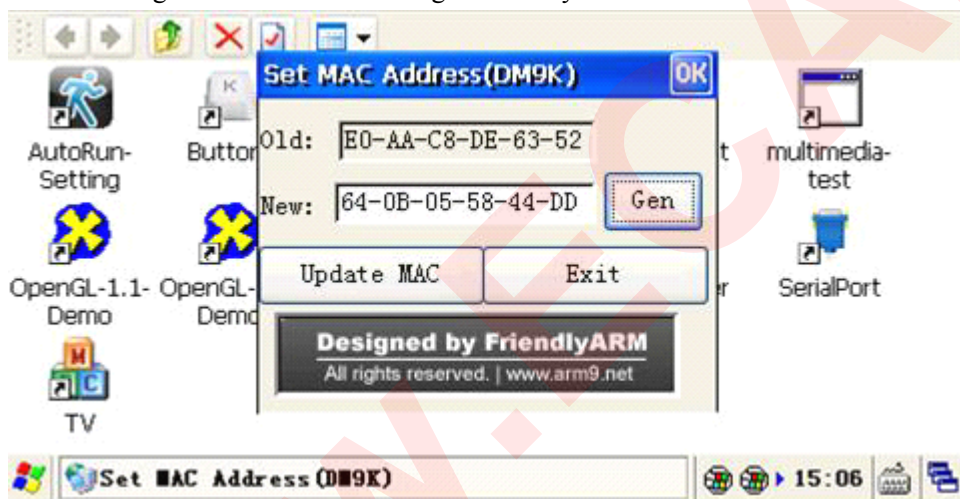 Set MAC Address(DM9K) OK
Old: E0-AA-C8-DE-63-52
New: 64-0B-05-58-44-DD Gen
Update MAC Exit
Designed by FriendlyARM
All rights reserved. | www.arm9.net
K
AutoRun-
Setting
Button
t
multimedia-
test
OpenGL-1.1-
Demo
OpenGL-
Demo
r
SerialPort
M
C
TV
Set MAC Address(DM9K) 15:06